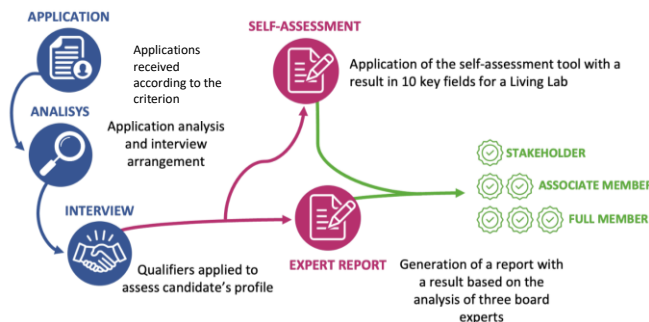 APPLICATION
Applications
received
according to the
criterion
ANALISYS
Application analysis
and interview
arrangement
INTERVIEW
Qualifiers applied to
assess candidate's profile
SELF-ASSESSMENT
Application of the self-assessment tool with a
result in 10 key fields for a Living Lab
EXPERT REPORT
Generation of a report with
a result based on the
analysis of three board
experts
STAKEHOLDER
ASSOCIATE MEMBER
FULL MEMBER